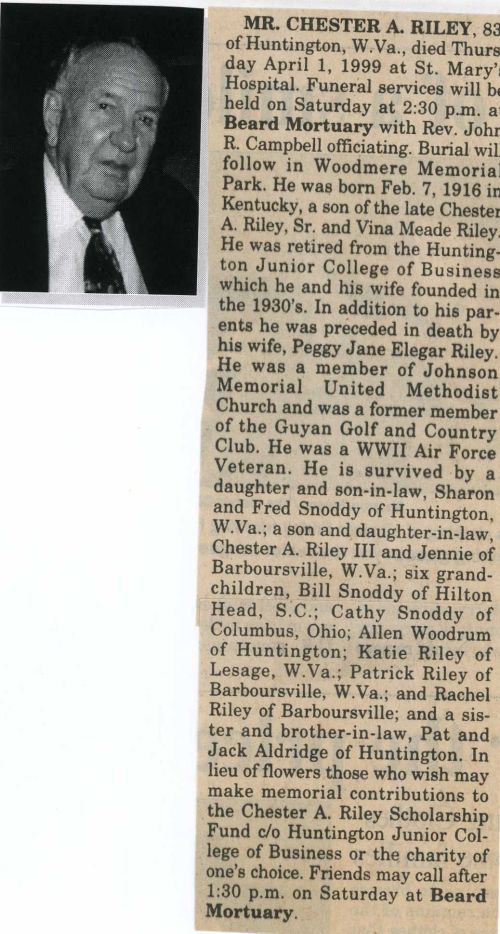 MR. CHESTER A. RILEY, 83
of Huntington, W.Va., died Thurs-
day April 1, 1999 at St. Mary's
Hospital. Funeral services will be
held on Saturday at 2:30 p.m. at
Beard Mortuary with Rev. John
R. Campbell officiating. Burial will
follow in Woodmere Memorial
Park. He was born Feb. 7, 1916 in
Kentucky, a son of the late Chester
A. Riley, Sr. and Vina Meade Riley.
He was retired from the Hunting-
ton Junior College of Business
which he and his wife founded in
the 1930's. In addition to his par-
ents he was preceded in death by
his wife, Peggy Jane Elegar Riley.
He was a member of Johnson
Memorial United Methodist
Church and was a former member
of the Guyan Golf and Country
Club. He was a WWII Air Force
Veteran. He is survived by a
daughter and son-in-law, Sharon
and Fred Snoddy of Huntington,
W.Va.; a son and daughter-in-law,
Chester A. Riley III and Jennie of
Barboursville, W.Va.; six grand-
children, Bill Snoddy of Hilton
Head, S.C.; Cathy Snoddy of
Columbus, Ohio; Allen Woodrum
of Huntington; Katie Riley of
Lesage, W.Va.; Patrick Riley of
Barboursville, W.Va.; and Rachel
Riley of Barboursville; and a sis-
ter and brother-in-law, Pat and
Jack Aldridge of Huntington. In
lieu of flowers those who wish may
make memorial contributions to
the Chester A. Riley Scholarship
Fund c/o Huntington Junior Col-
lege of Business or the charity of
one's choice. Friends may call after
1:30 p.m. on Saturday at Beard
Mortuary.